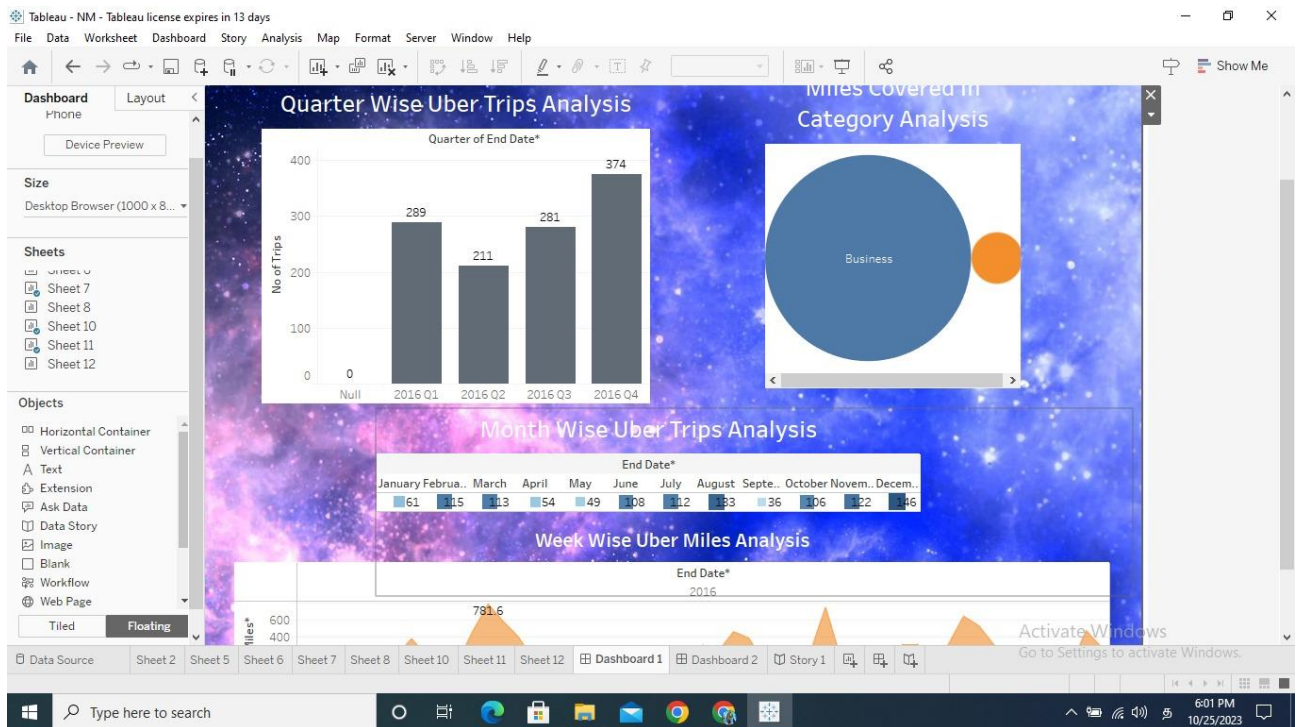 Tableau - NM - Tableau license expires in 13 days
File Data Worksheet Dashboard Story Analysis Map Format Server Window Help
Show Me
Dashboard Layout
Phone
Device Preview
Size
Desktop Browser (1000 x 8...
Sheets
Sheet 6
Sheet 7
Sheet 8
Sheet 10
Sheet 11
Sheet 12
Objects
Horizontal Container
Vertical Container
Text
Extension
Ask Data
Data Story
Image
Blank
Workflow
Web Page
Tiled Floating
Quarter Wise Uber Trips Analysis
Quarter of End Date*
No of Trips
400
300
200
100
0
0
289
211
281
374
Null 2016 Q1 2016 Q2 2016 Q3 2016 Q4
Miles Covered in
Category Analysis
Business
Month Wise Uber Trips Analysis
End Date*
January Februa.. March April May June July August Septe.. October Novem.. Decem..
61 115 113 54 49 108 112 133 36 106 122 146
Week Wise Uber Miles Analysis
End Date*
2016
Miles*
600
400
781.6
Activate Windows
Go to Settings to activate Windows.
Data Source Sheet 2 Sheet 5 Sheet 6 Sheet 7 Sheet 8 Sheet 10 Sheet 11 Sheet 12 Dashboard 1 Dashboard 2 Story 1
Type here to search
6:01 PM
10/25/2023